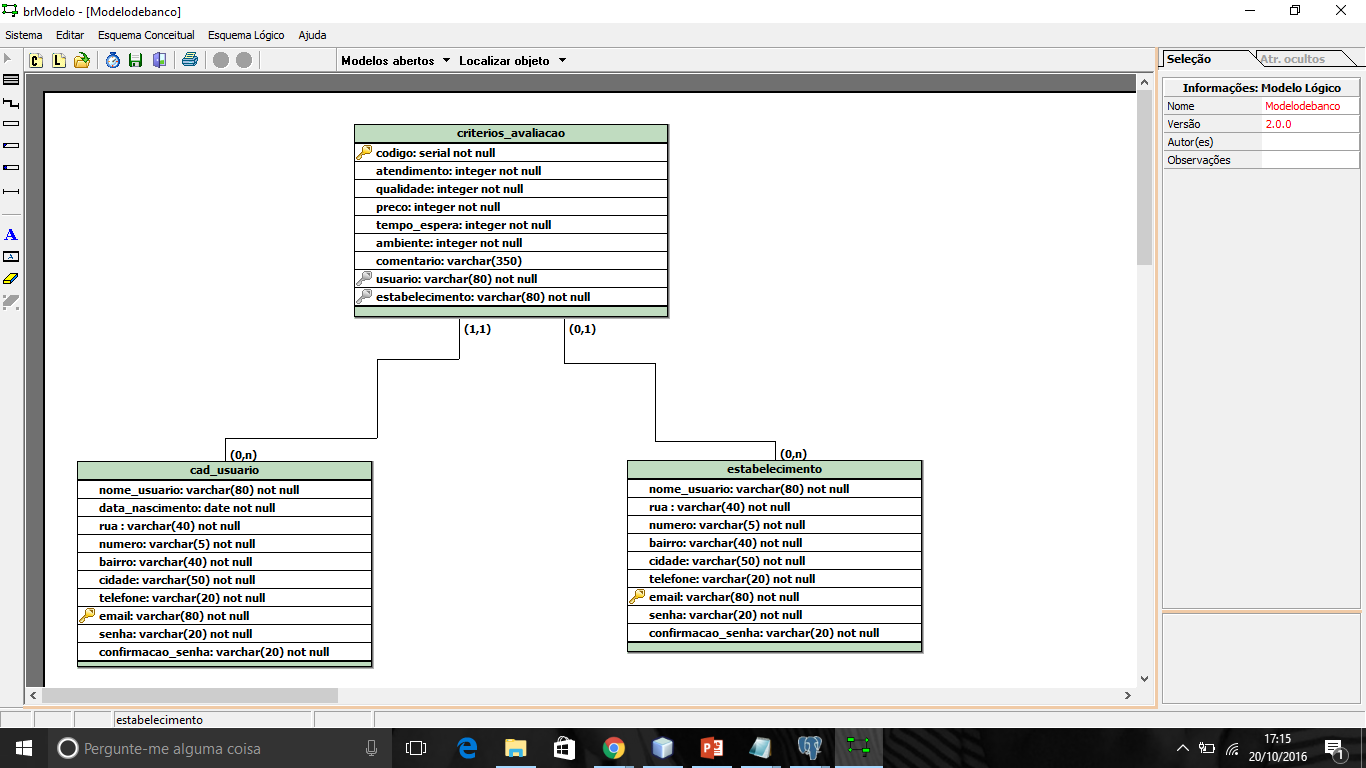 brModelo - [Modelodebanco]
Sistema Editar Esquema Conceitual Esquema Lógico Ajuda
C L Modelos abertos Localizar objeto
Seleção Atr. ocultos
Informações: Modelo Lógico
Nome Modelodebanco
Versão 2.0.0
Autor(es)
Observações
A
A
criterios_avaliacao
codigo: serial not null
atendimento: integer not null
qualidade: integer not null
preco: integer not null
tempo_espera: integer not null
ambiente: integer not null
comentario: varchar(350)
usuario: varchar(80) not null
estabelecimento: varchar(80) not null
(1,1) (0,1)
(0,n) (0,n)
cad_usuario
nome_usuario: varchar(80) not null
data_nascimento: date not null
rua : varchar(40) not null
numero: varchar(5) not null
bairro: varchar(40) not null
cidade: varchar(50) not null
telefone: varchar(20) not null
email: varchar(80) not null
senha: varchar(20) not null
confirmacao_senha: varchar(20) not null
estabelecimento
nome_usuario: varchar(80) not null
rua : varchar(40) not null
numero: varchar(5) not null
bairro: varchar(40) not null
cidade: varchar(50) not null
telefone: varchar(20) not null
email: varchar(80) not null
senha: varchar(20) not null
confirmacao_senha: varchar(20) not null
estabelecimento
Pergunte-me alguma coisa
17:15
20/10/2016
1